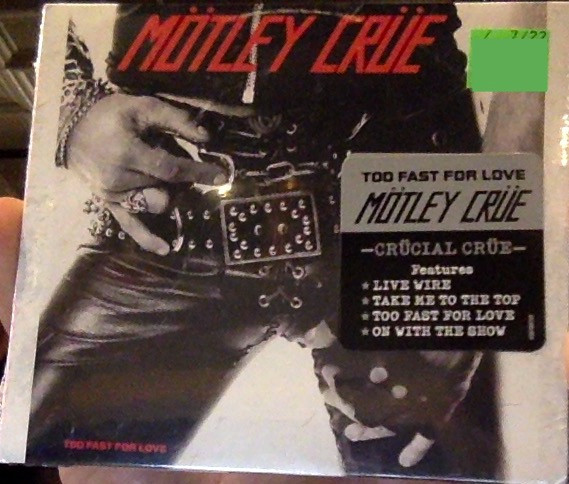 MÖTLEY CRÜE
TOO FAST FOR LOVE
MÖTLEY CRÜE
—CRÜCIAL CRÜE—
Features
★ LIVE WIRE
★ TAKE ME TO THE TOP
★ TOO FAST FOR LOVE
★ ON WITH THE SHOW
TOO FAST FOR LOVE